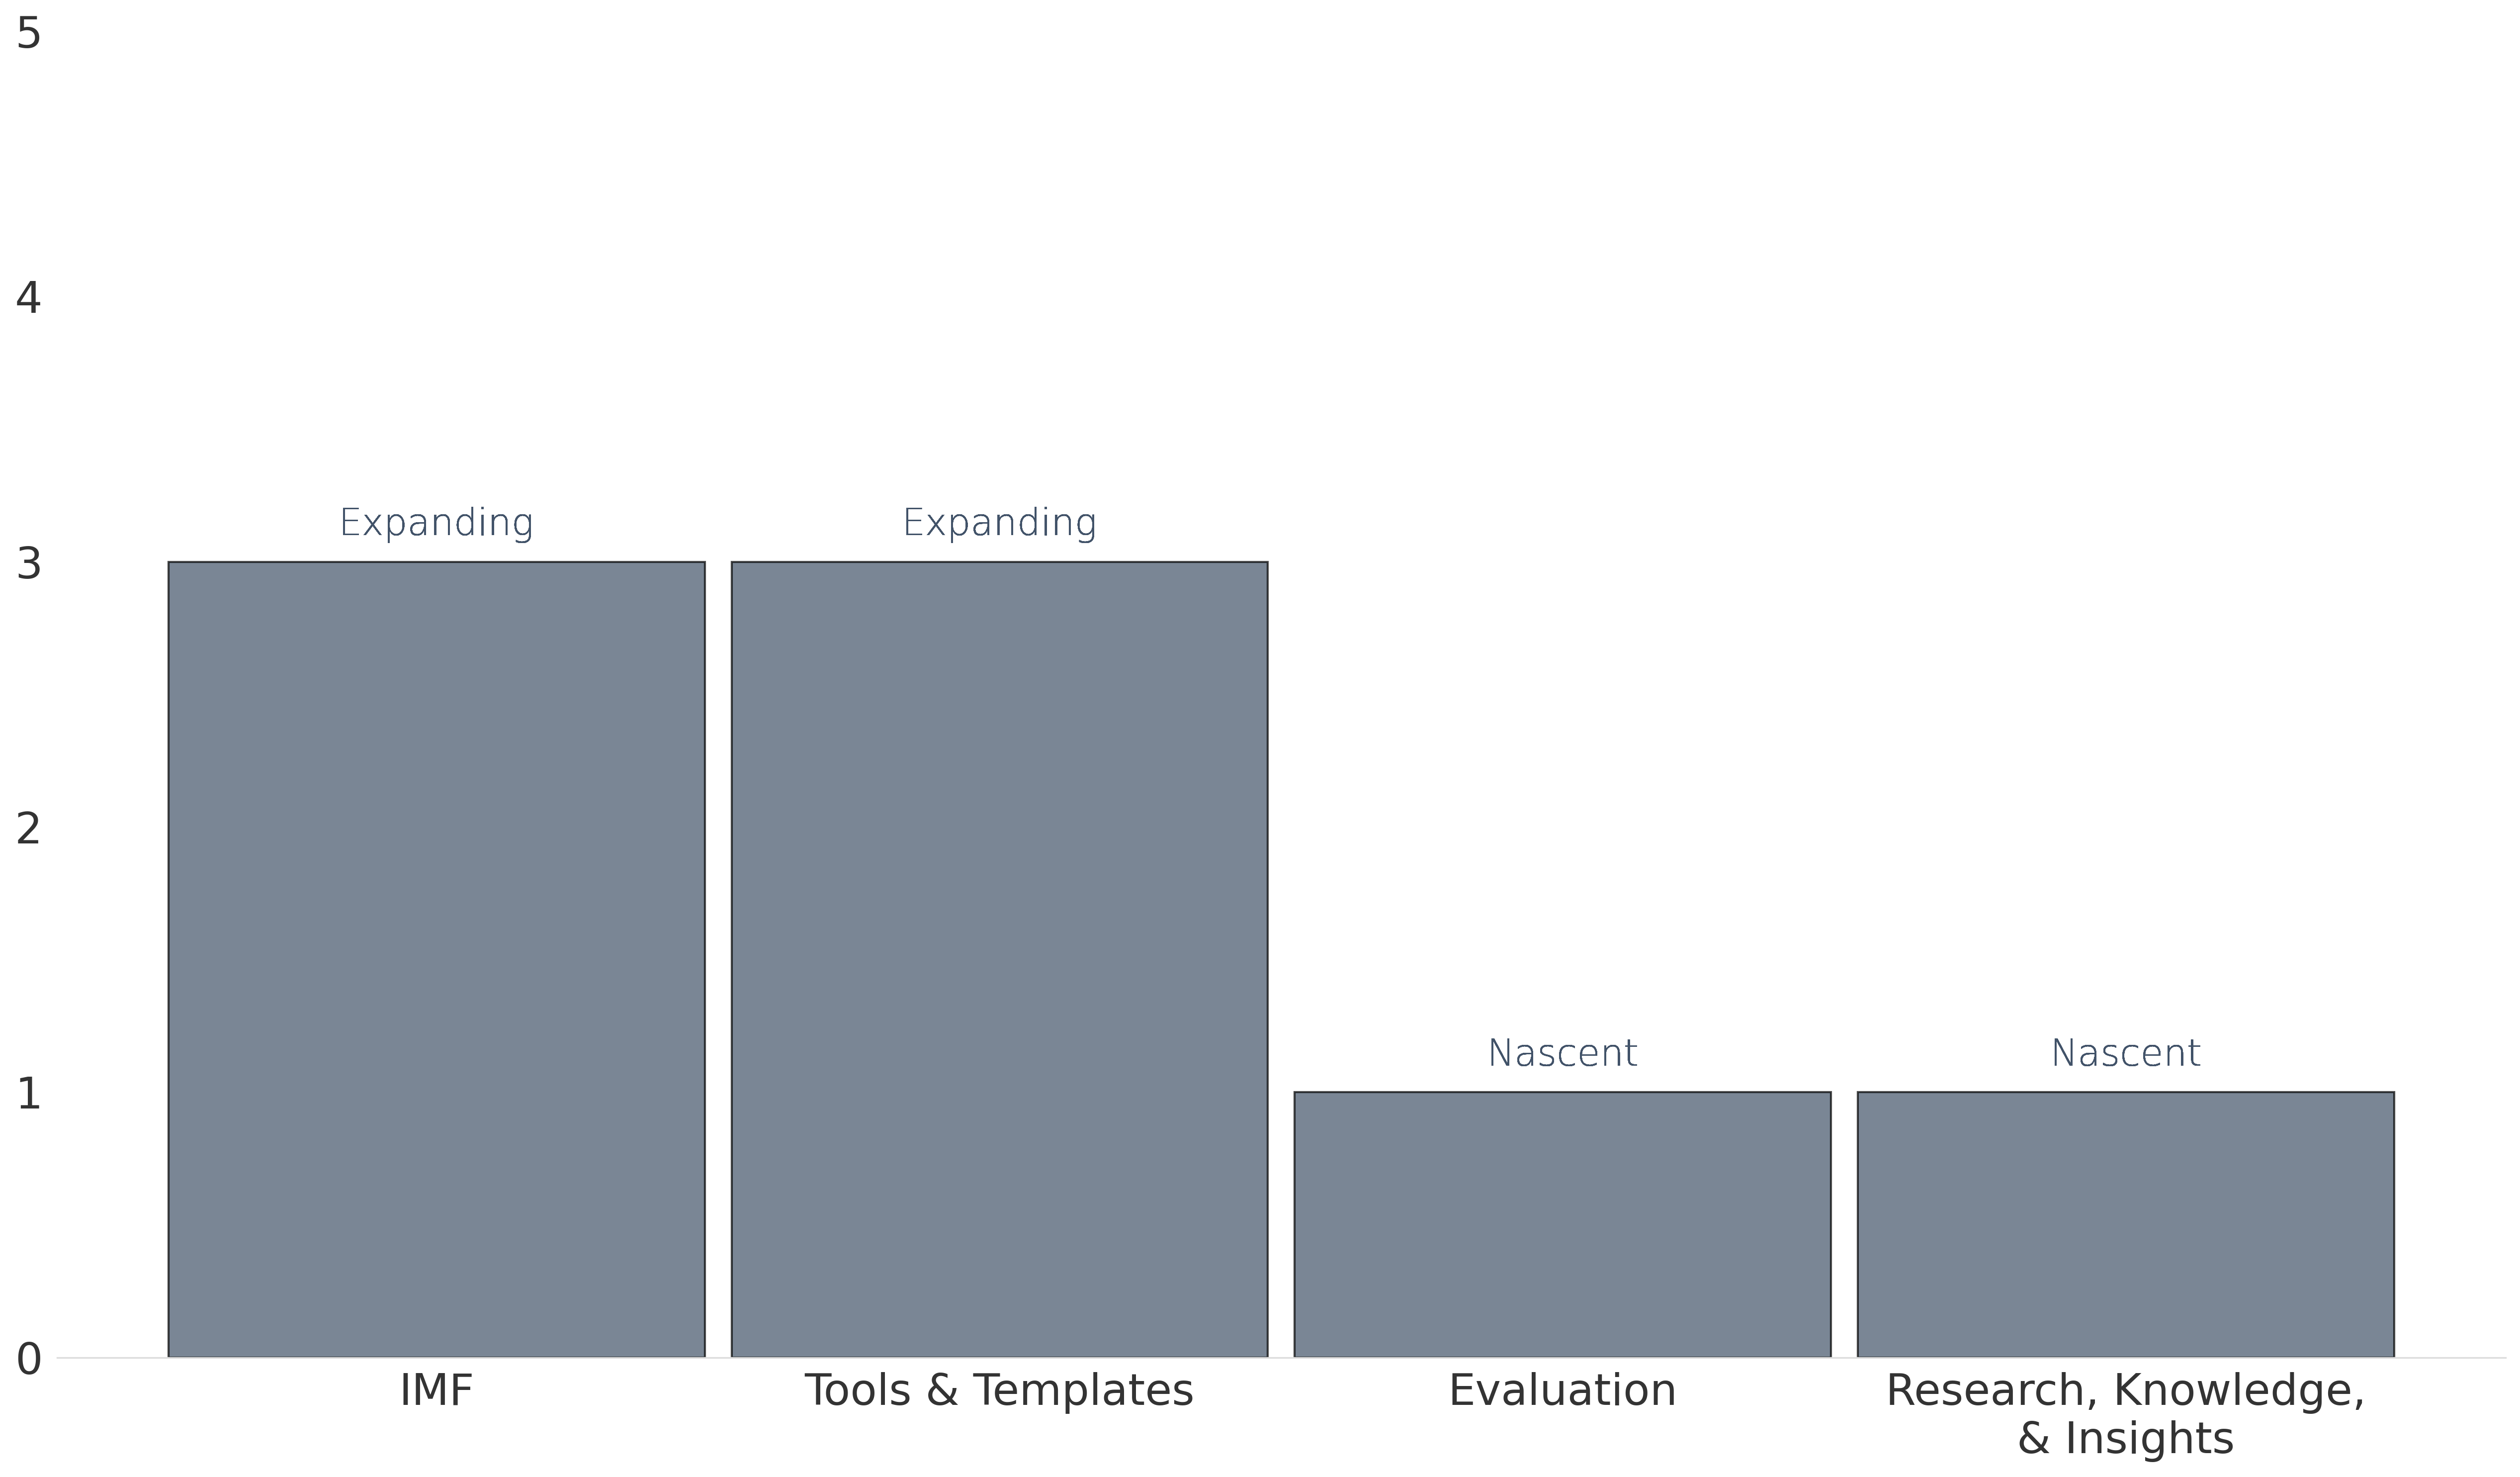 5
4
3
2
1
0
Expanding
Expanding
Nascent
Nascent
IMF
Tools & Templates
Evaluation
Research, Knowledge,
& Insights